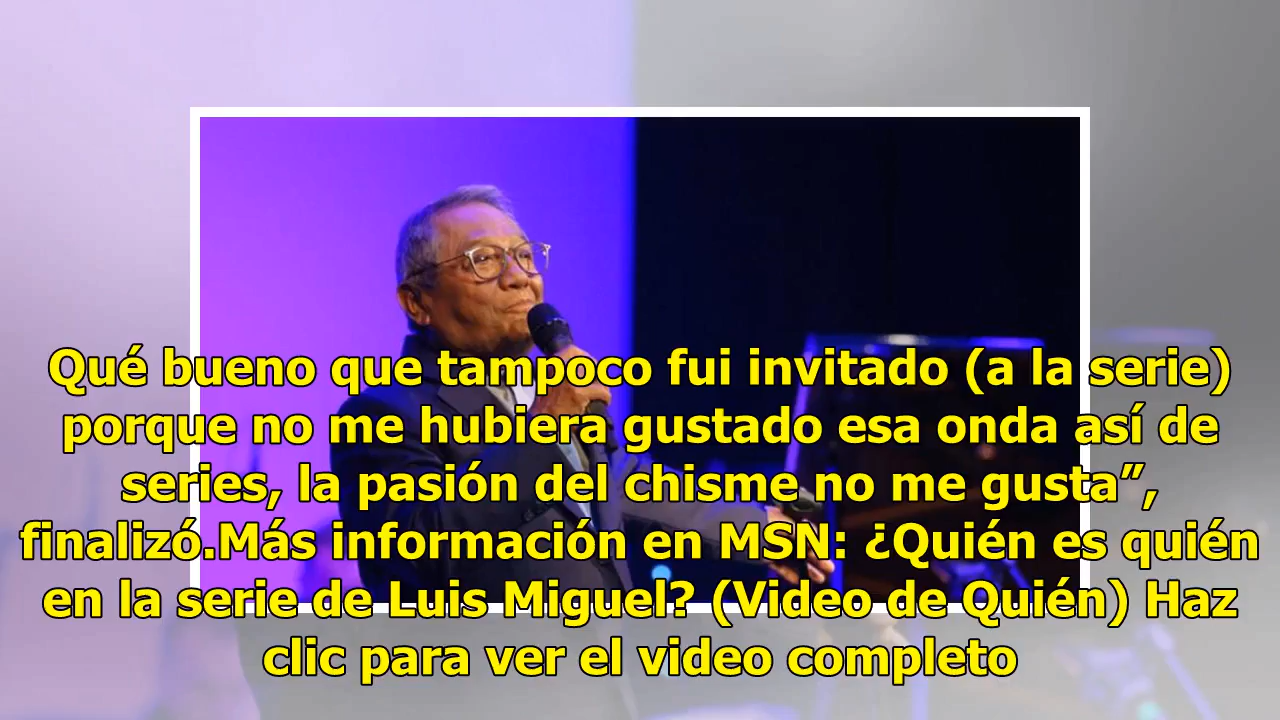 Qué bueno que tampoco fui invitado (a la serie)
porque no me hubiera gustado esa onda así de
series, la pasión del chisme no me gusta”,
finalizó.Más información en MSN: ¿Quién es quién
en la serie de Luis Miguel? (Video de Quién) Haz
clic para ver el video completo